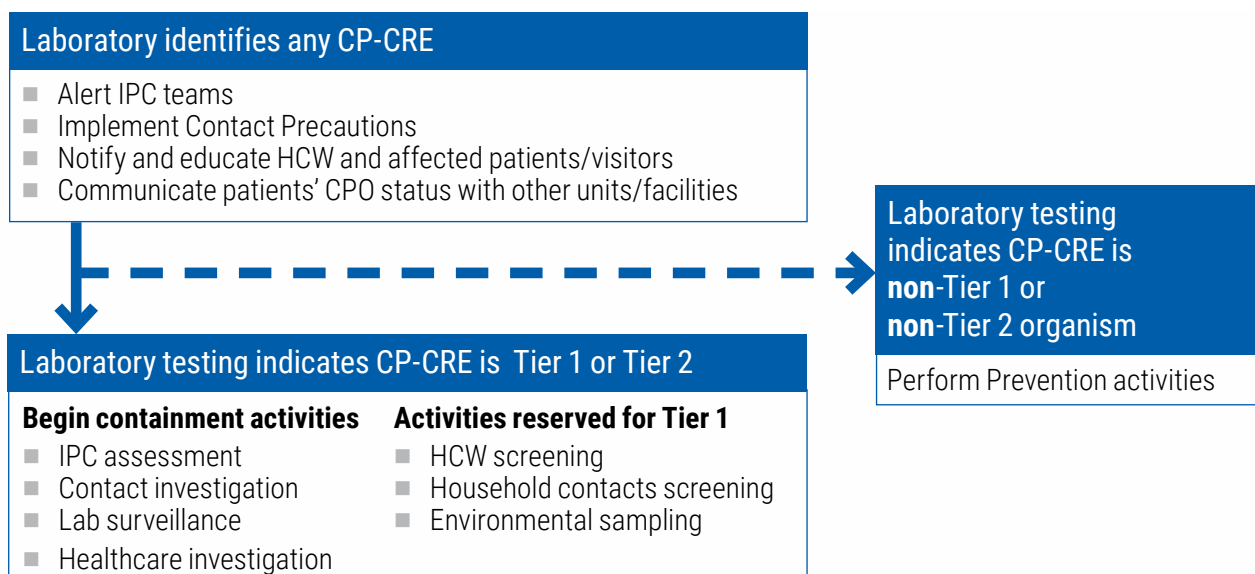 Laboratory identifies any CP-CRE
Alert IPC teams
Implement Contact Precautions
Notify and educate HCW and affected patients/visitors
Communicate patients' CPO status with other units/facilities
Laboratory testing
indicates CP-CRE is
non-Tier 1 or
non-Tier 2 organism
Perform Prevention activities
Laboratory testing indicates CP-CRE is Tier 1 or Tier 2
Begin containment activities
IPC assessment
Contact investigation
Lab surveillance
Healthcare investigation
Activities reserved for Tier 1
HCW screening
Household contacts screening
Environmental sampling